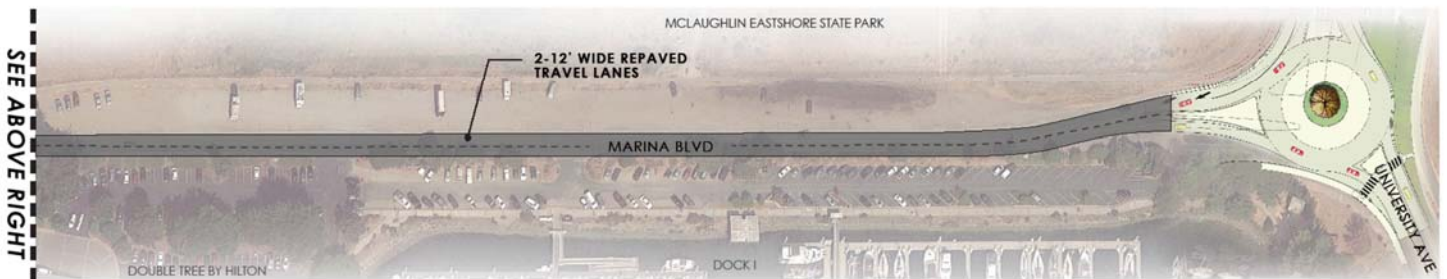 MCLAUGHLIN EASTSHORE STATE PARK
SEE ABOVE RIGHT
2-12' WIDE REPAVED
TRAVEL LANES
MARINA BLVD
UNIVERSITY AVE
DOUBLE TREE BY HILTON
DOCK I